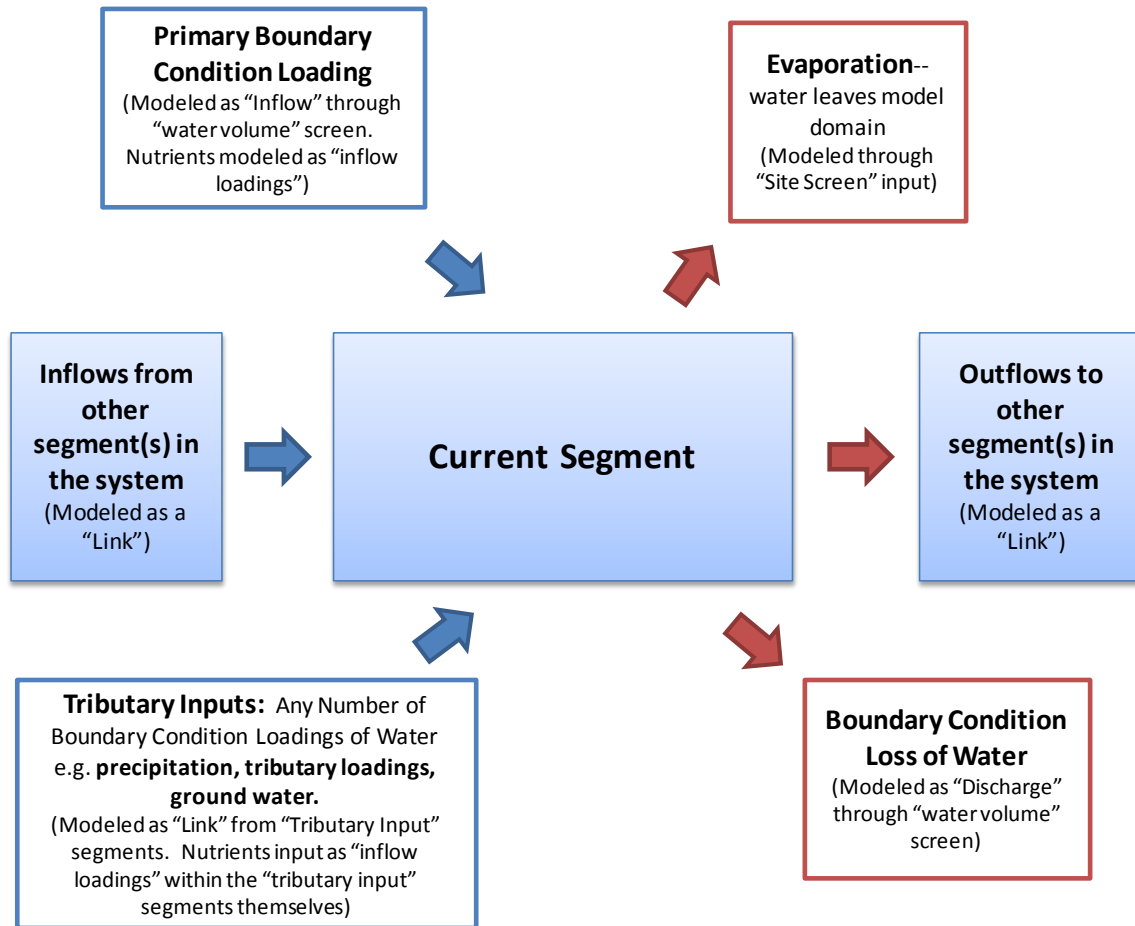 Primary Boundary
Condition Loading
(Modeled as “Inflow” through
“water volume” screen.
Nutrients modeled as “inflow
loadings”)
Evaporation--
water leaves model
domain
(Modeled through
“Site Screen” input)
Inflows from
other
segment(s) in
the system
(Modeled as a
“Link”)
Current Segment
Outflows to
other
segment(s) in
the system
(Modeled as a
“Link”)
Tributary Inputs: Any Number of
Boundary Condition Loadings of Water
e.g. precipitation, tributary loadings,
ground water.
(Modeled as “Link” from “Tributary Input”
segments. Nutrients input as “inflow
loadings” within the “tributary input”
segments themselves)
Boundary Condition
Loss of Water
(Modeled as “Discharge”
through “water volume”
screen)